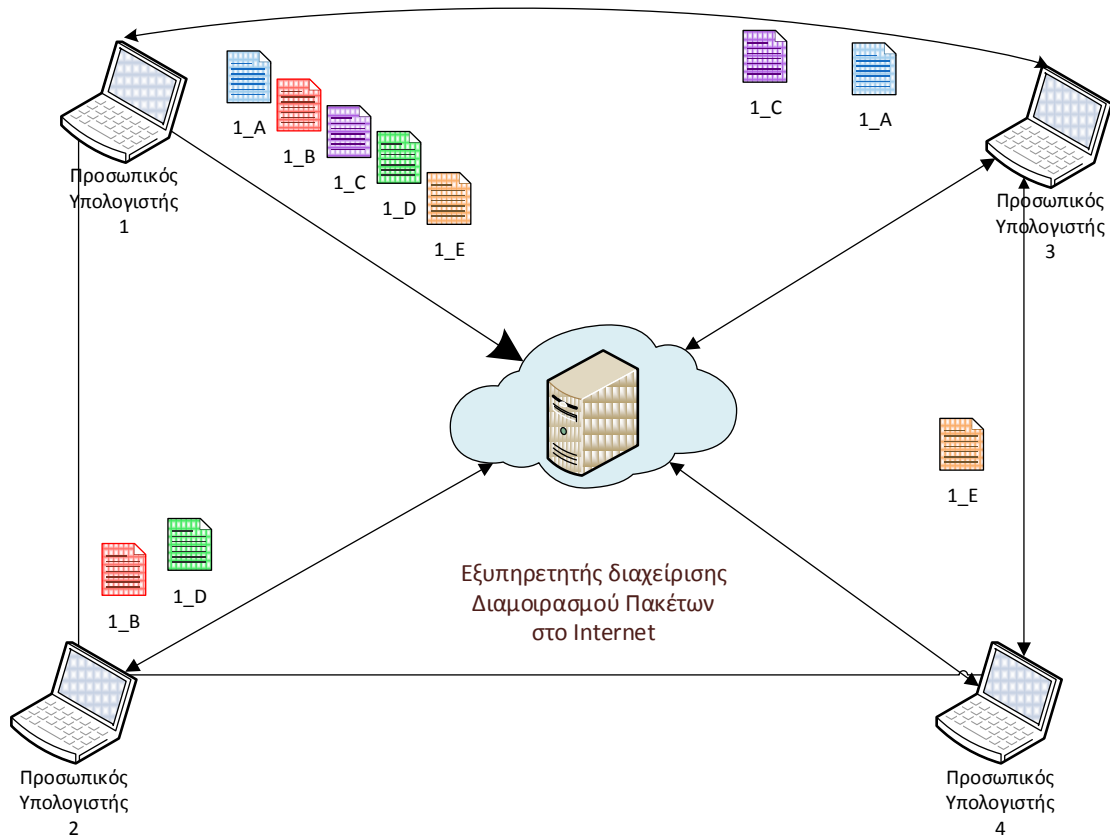 1_C
1_A
1_A
1_B
1_C
1_D
1_E
Προσωπικός
Υπολογιστής
1
Προσωπικός
Υπολογιστής
3
1_E
1_B
1_D
Εξυπηρετητής διαχείρισης
Διαμοιρασμού Πακέτων
στο Internet
Προσωπικός
Υπολογιστής
2
Προσωπικός
Υπολογιστής
4